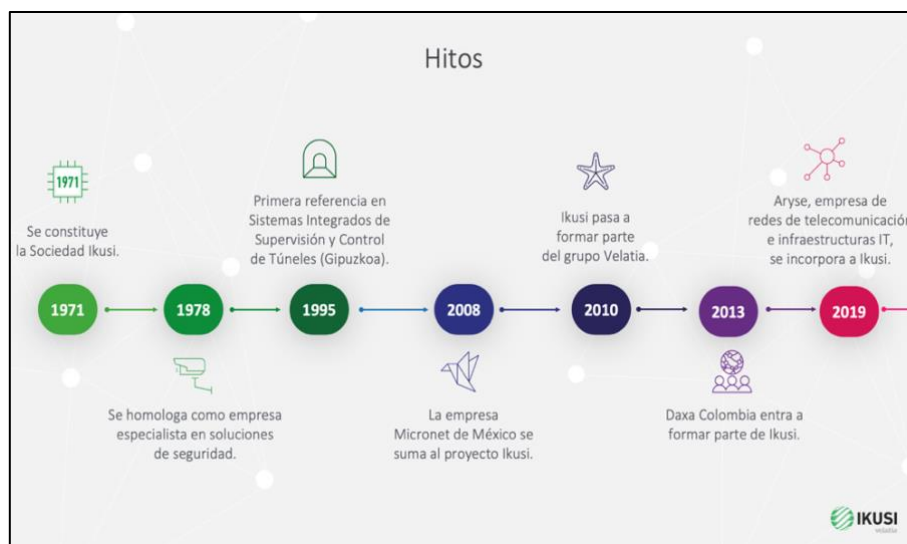 Hitos
1971
Se constituye
la Sociedad Ikusi.
Primera referencia en
Sistemas Integrados de
Supervisión y Control
de Túneles (Gipuzkoa).
Ikusi pasa a
formar parte
del grupo Velatia.
Aryse, empresa de
redes de telecomunicación
e infraestructuras IT,
se incorpora a Ikusi.
1971
1978
1995
2008
2010
2013
2019
Se homologa como empresa
especialista en soluciones
de seguridad.
La empresa
Micronet de México se
suma al proyecto Ikusi.
Daxa Colombia entra a
formar parte de Ikusi.
IKUSI
velatia